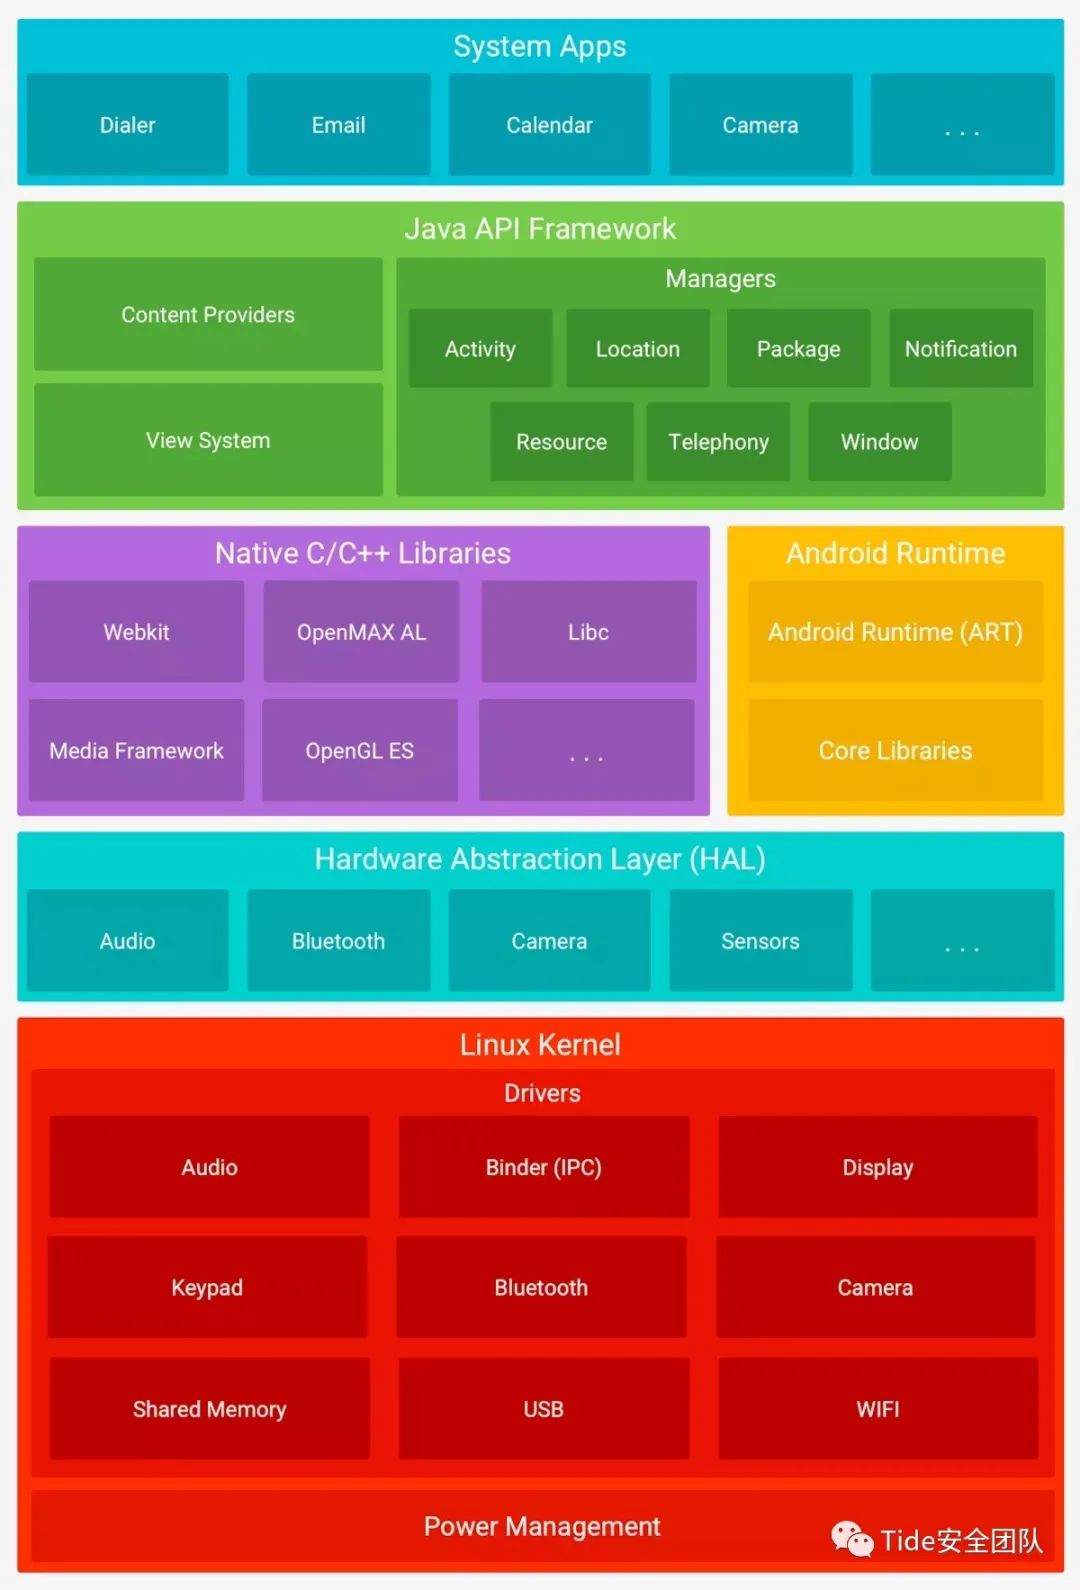 System Apps
Dialer
Email
Calendar
Camera
...
Java API Framework
Content Providers
View System
Managers
Activity
Location
Package
Notification
Resource
Telephony
Window
Native C/C++ Libraries
Webkit
OpenMAX AL
Libc
Media Framework
OpenGL ES
...
Android Runtime
Android Runtime (ART)
Core Libraries
Hardware Abstraction Layer (HAL)
Audio
Bluetooth
Camera
Sensors
...
Linux Kernel
Drivers
Audio
Binder (IPC)
Display
Keypad
Bluetooth
Camera
Shared Memory
USB
WIFI
Power Management
Tide安全团队